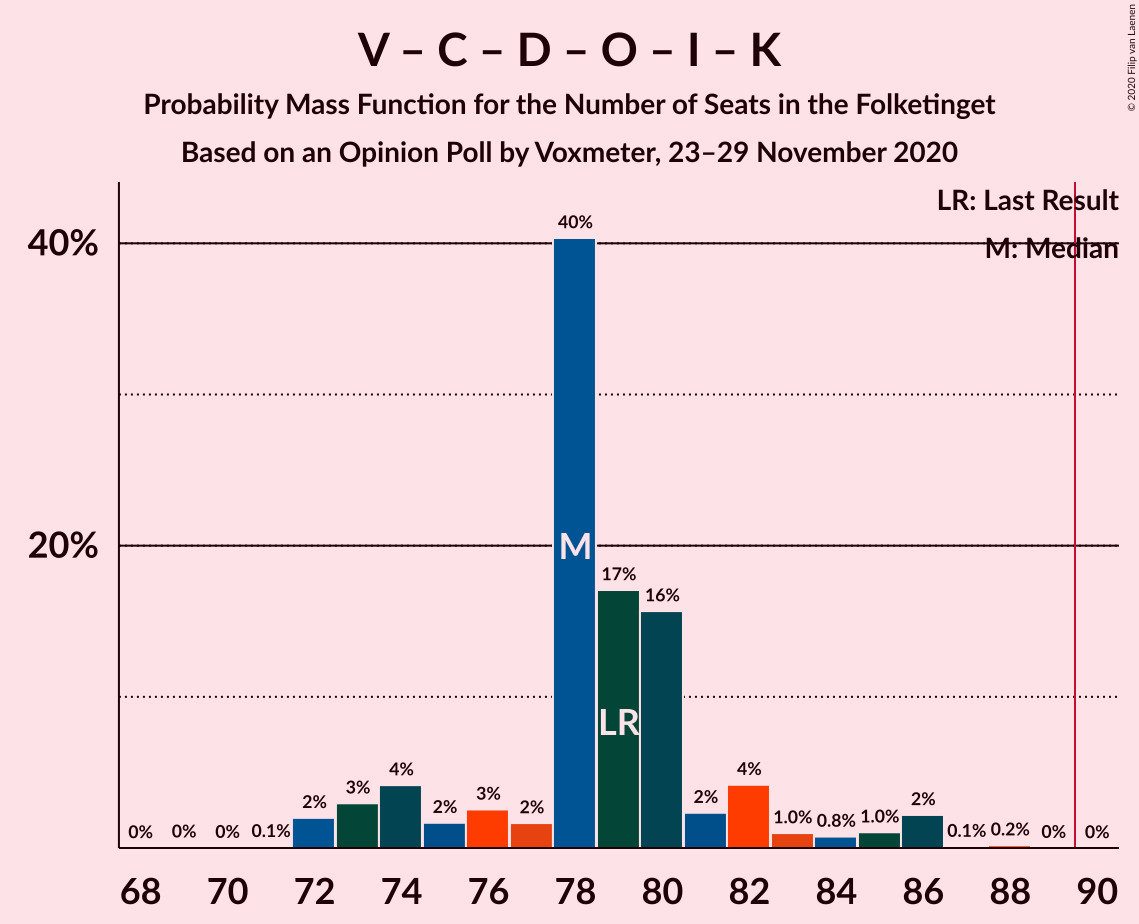 V – C – D – O – I – K
Probability Mass Function for the Number of Seats in the Folketinget
Based on an Opinion Poll by Voxmeter, 23–29 November 2020
© 2020 Filip van Laenen
LR: Last Result
M: Median
40%
20%
0% 0% 0% 0.1% 2% 3% 4% 2% 3% 2% 40% 17% 16% 2% 4% 1.0% 0.8% 1.0% 2% 0.1% 0.2% 0% 0%
M
LR
68 70 72 74 76 78 80 82 84 86 88 90